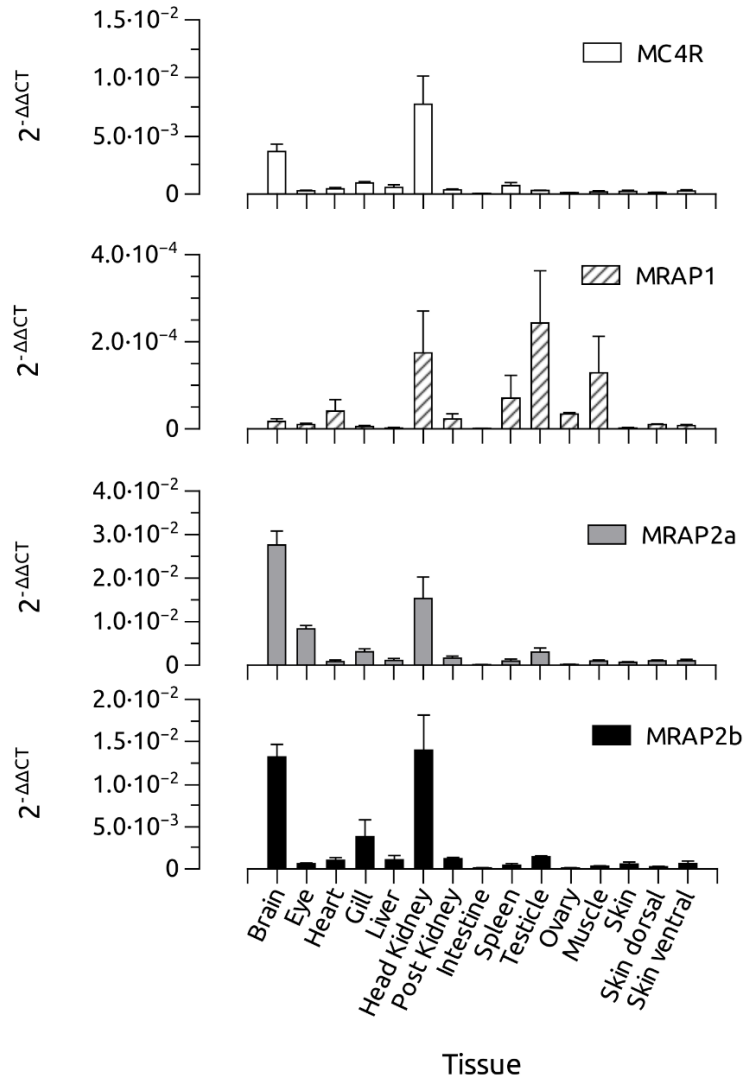 1.5·10⁻²
MC4R
1.0·10⁻²
2^-ΔΔCT
5.0·10⁻³
0
4.0·10⁻⁴
MRAP1
2^-ΔΔCT
2.0·10⁻⁴
0
4.0·10⁻²
MRAP2a
3.0·10⁻²
2^-ΔΔCT
2.0·10⁻²
1.0·10⁻²
0
2.0·10⁻²
MRAP2b
1.5·10⁻²
2^-ΔΔCT
1.0·10⁻²
5.0·10⁻³
0
Brain
Eye
Heart
Gill
Liver
Head Kidney
Post Kidney
Intestine
Spleen
Testicle
Ovary
Muscle
Skin
Skin dorsal
Skin ventral
Tissue